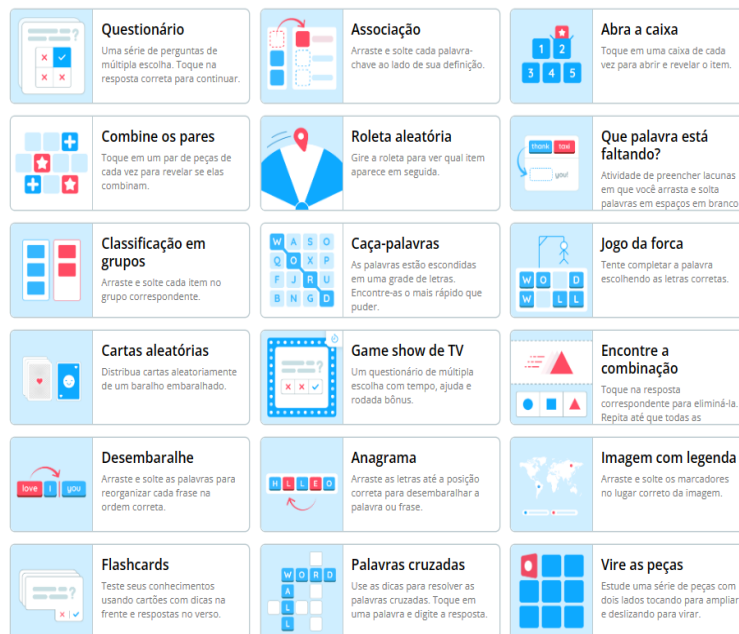 Questionário
Uma série de perguntas de
múltipla escolha. Toque na
resposta correta para continuar.
Associação
Arraste e solte cada palavra-
chave ao lado de sua definição.
1 2
3 4 5
Abra a caixa
Toque em uma caixa de cada
vez para abrir e revelar o item.
Combine os pares
Toque em um par de peças de
cada vez para revelar se elas
combinam.
Roleta aleatória
Gire a roleta para ver qual item
aparece em seguida.
thank taxi
you!
Que palavra está
faltando?
Atividade de preencher lacunas
em que você arrasta e solta
palavras em espaços em branco
Classificação em
grupos
Arraste e solte cada item no
grupo correspondente.
W A S O
Q O X P
F J R U
B N G D
Caça-palavras
As palavras estão escondidas
em uma grade de letras.
Encontre-as o mais rápido que
puder.
W O D
W L L
Jogo da forca
Tente completar a palavra
escolhendo as letras corretas.
Cartas aleatórias
Distribua cartas aleatoriamente
de um baralho embaralhado.
?
Game show de TV
Um questionário de múltipla
escolha com tempo, ajuda e
rodada bônus.
Encontre a
combinação
Toque na resposta
correspondente para eliminá-la.
Repita até que todas as
love I you
Desembaralhe
Arraste e solte as palavras para
reorganizar cada frase na
ordem correta.
H L L E O
Anagrama
Arraste as letras até a posição
correta para desembaralhar a
palavra ou frase.
Imagem com legenda
Arraste e solte os marcadores
no lugar correto da imagem.
?
Flashcards
Teste seus conhecimentos
usando cartões com dicas na
frente e respostas no verso.
W O R D
A
L
L
Palavras cruzadas
Use as dicas para resolver as
palavras cruzadas. Toque em
uma palavra e digite a resposta.
Vire as peças
Estude uma série de peças com
dois lados tocando para ampliar
e deslizando para virar.